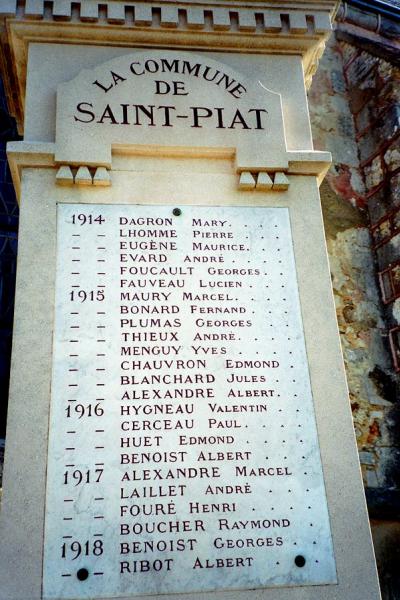 LA COMMUNE
DE
SAINT-PIAT
1914 DAGRON MARY. . . .
– – LHOMME PIERRE . . .
– – EUGÈNE MAURICE. . .
– – EVARD ANDRÉ . . . .
– – FOUCAULT GEORGES . .
– – FAUVEAU LUCIEN . . .
1915 MAURY MARCEL. . . .
– – BONARD FERNAND . . .
– – PLUMAS GEORGES . . .
– – THIEUX ANDRÉ. . . .
– – MENGUY YVES . . . .
– – CHAUVRON EDMOND . .
– – BLANCHARD JULES . .
– – ALEXANDRE ALBERT. .
1916 HYGNEAU VALENTIN . .
– – CERCEAU PAUL. . . .
– – HUET EDMOND . . . .
– – BENOIST ALBERT . . .
1917 ALEXANDRE MARCEL . .
– – LAILLET ANDRÉ . . .
– – FOURÉ HENRI . . . .
– – BOUCHER RAYMOND . .
1918 BENOIST GEORGES . .
– – RIBOT ALBERT . . . .